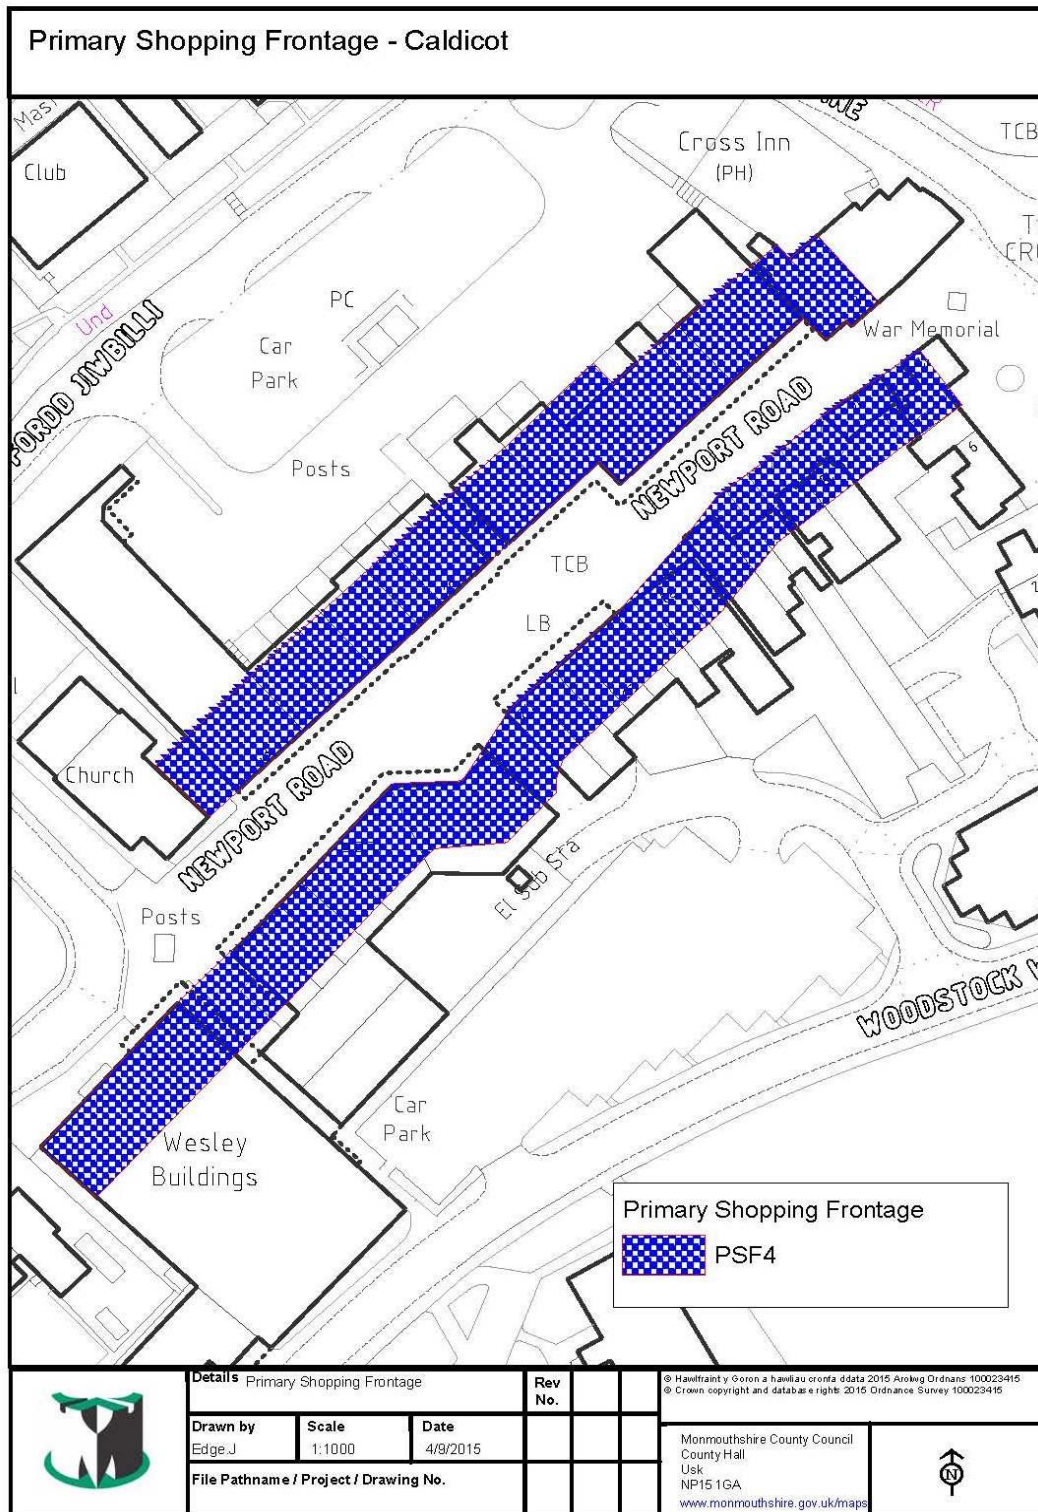 Primary Shopping Frontage - Caldicot
Mas
Club
Cross Inn
(PH)
TCB
PC
Und
FORDD JIWBILLI
Car
Park
War Memorial
NEWPORT ROAD
Posts
6
TCB
LB
2
Church
NEWPORT ROAD
El Sub Sta
Posts
WOODSTOCK
Car
Park
Wesley
Buildings
Primary Shopping Frontage
PSF4
Details Primary Shopping Frontage
Rev
No.
Drawn by
Edge.J
Scale
1:1000
Date
4/9/2015
File Pathname / Project / Drawing No.
© Hawlfraint y Goron a hawliau cronfa ddata 2015 Arolwg Ordnans 100023415
© Crown copyright and database rights 2015 Ordnance Survey 100023415
Monmouthshire County Council
County Hall
Usk
NP15 1GA
www.monmouthshire.gov.uk/maps
N